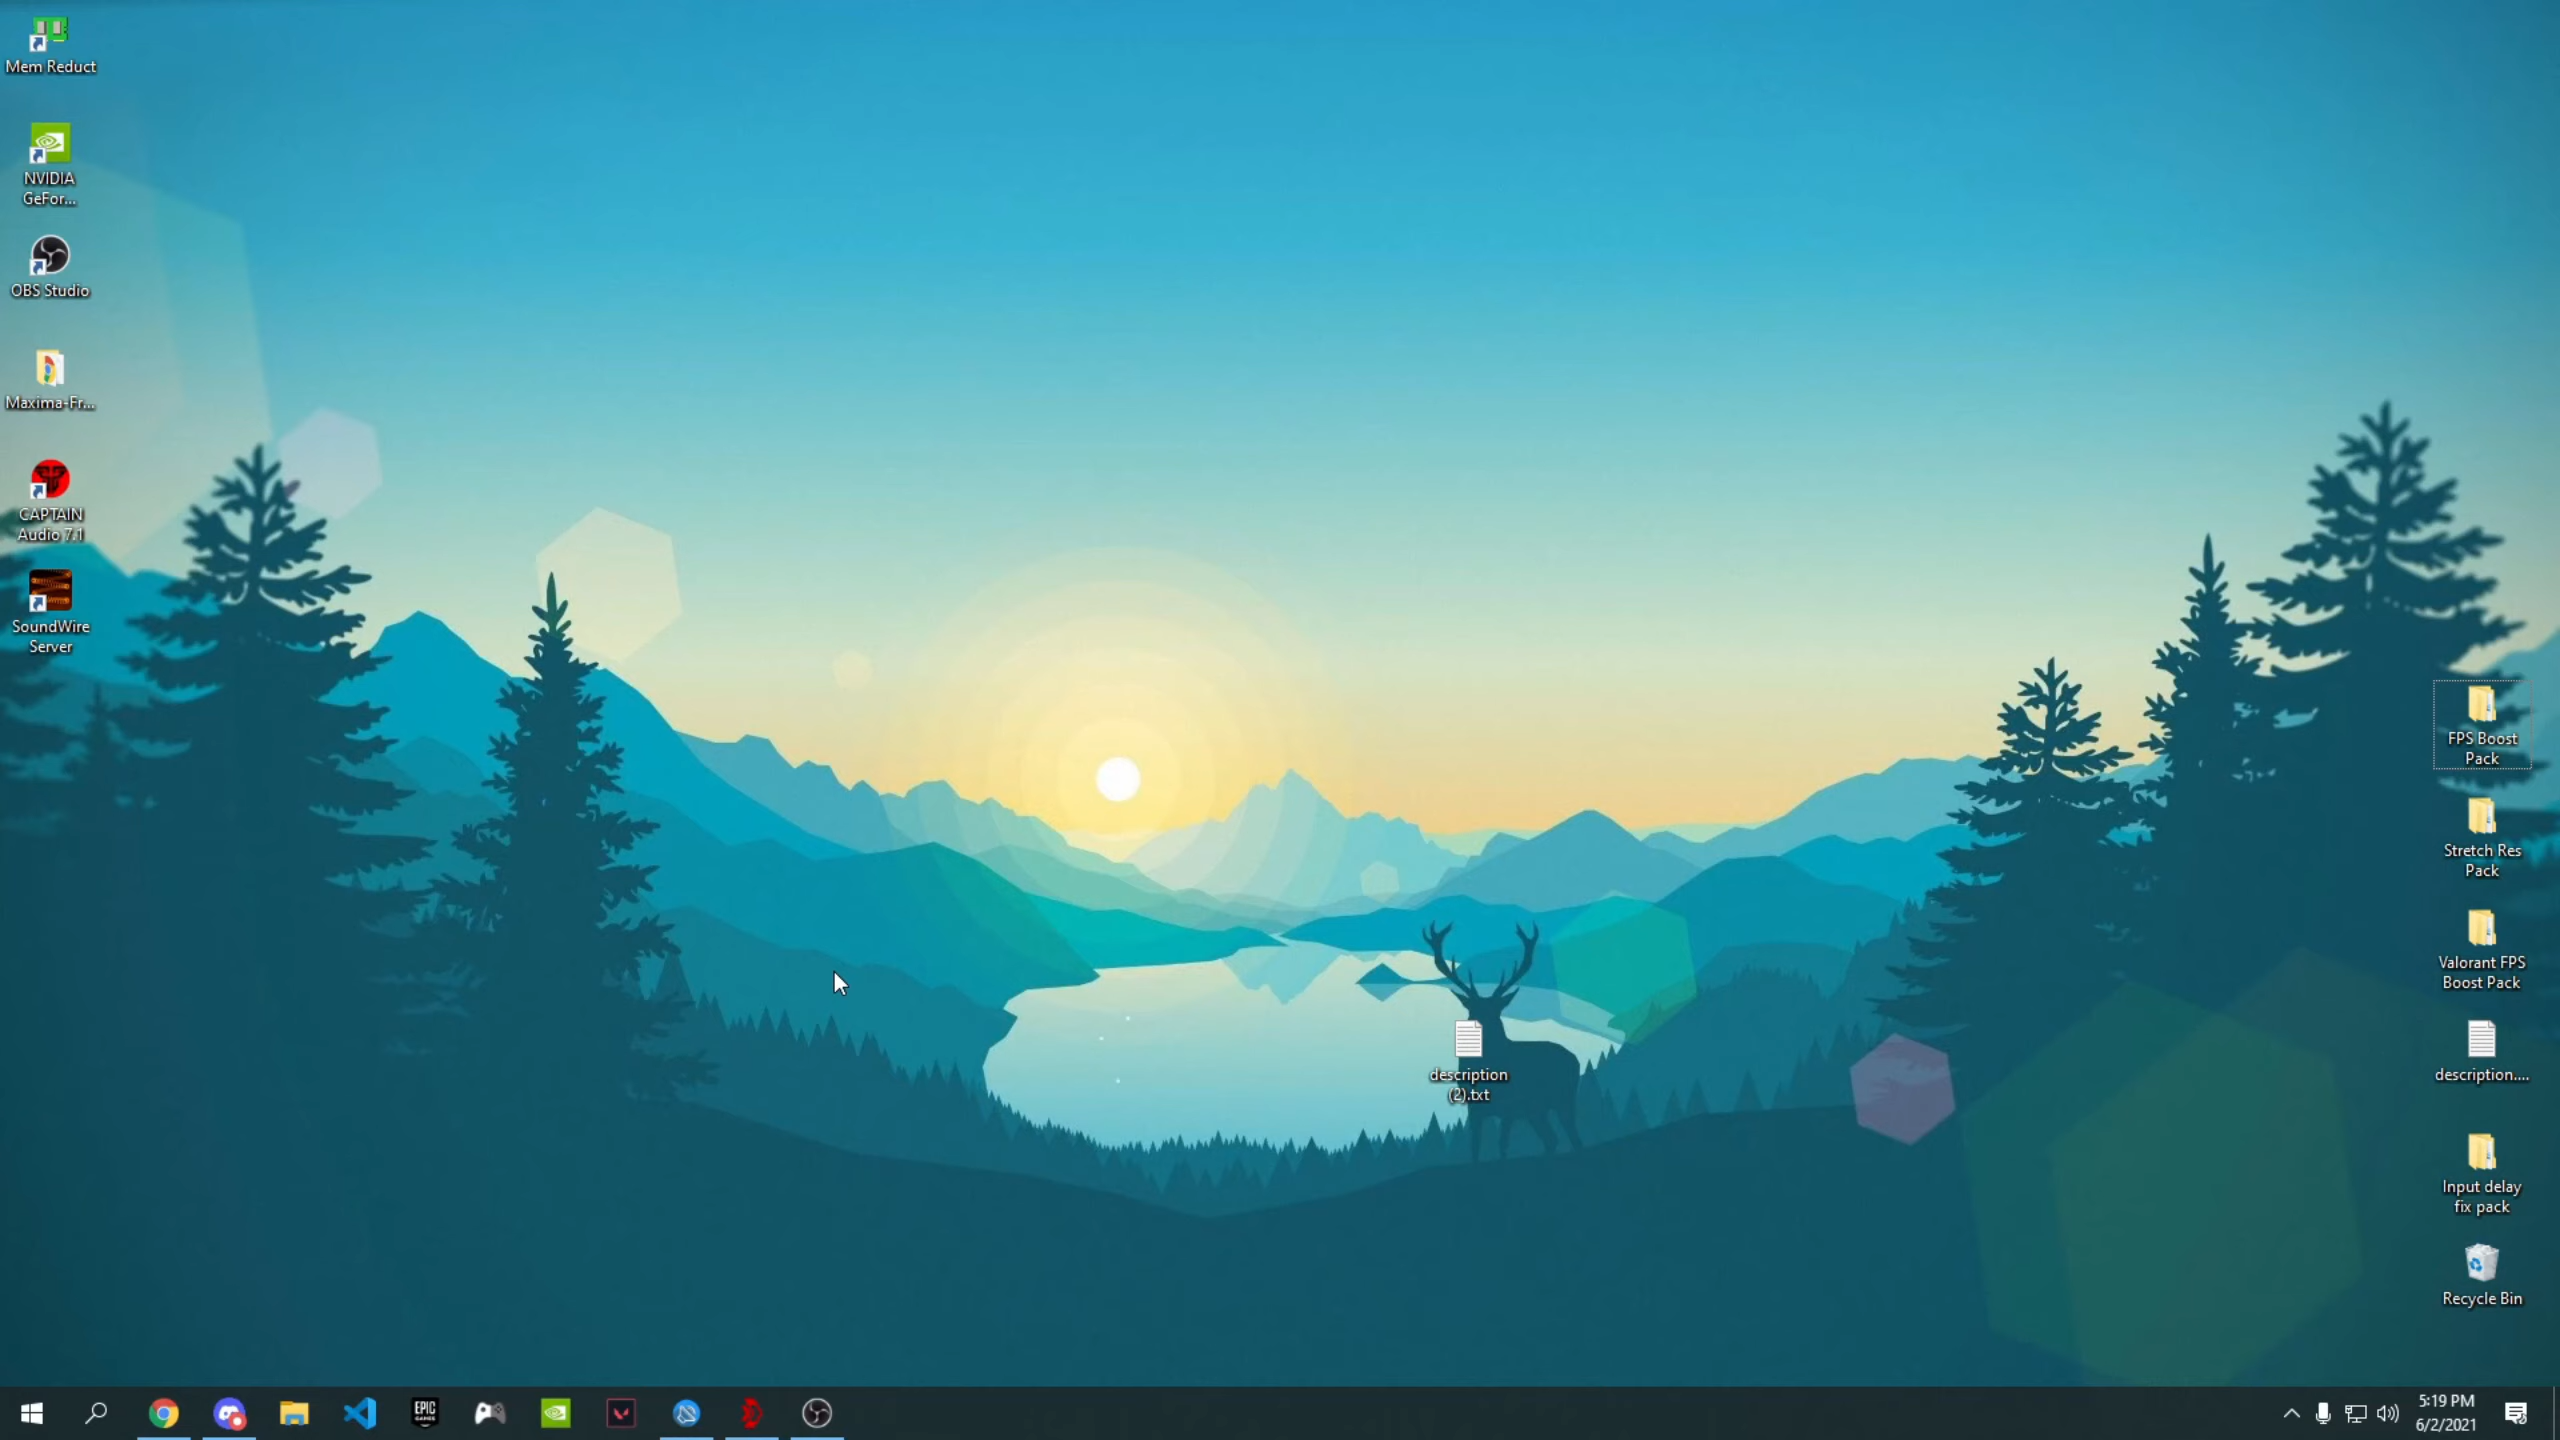 Mem Reduct
NVIDIA
GeFor...
OBS Studio
Maxima-Fr...
CAPTAIN
Audio 7.1
SoundWire
Server
FPS Boost
Pack
Stretch Res
Pack
Valorant FPS
Boost Pack
description....
description
(2).txt
Input delay
fix pack
Recycle Bin
EPIC
GAMES
5:19 PM
6/2/2021